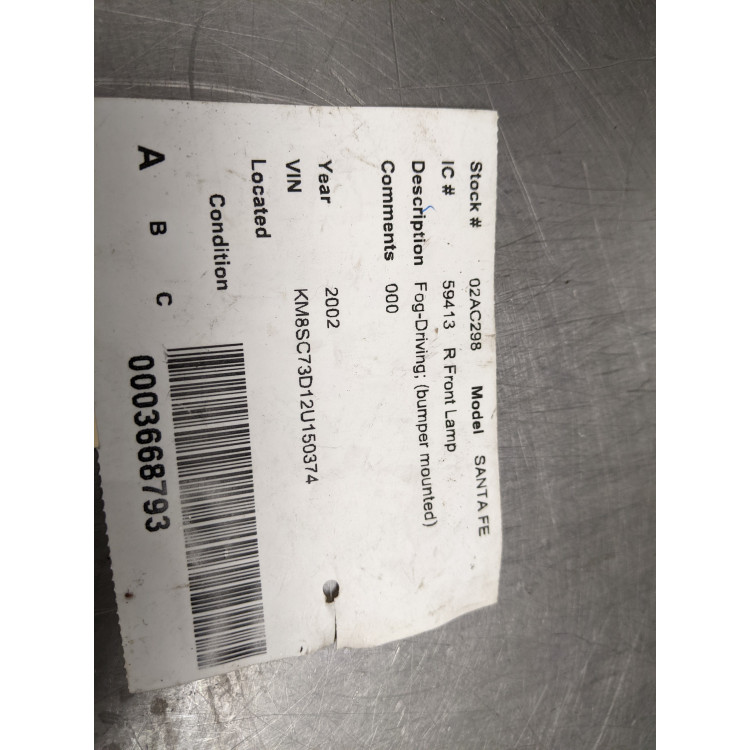 Stock # 02AC298 Model SANTA FE
IC # 59413 R Front Lamp
Description Fog-Driving; (bumper mounted)
Comments 000
Year 2002
VIN KM8SC73D12U150374
Located
Condition
A B C
0003668793